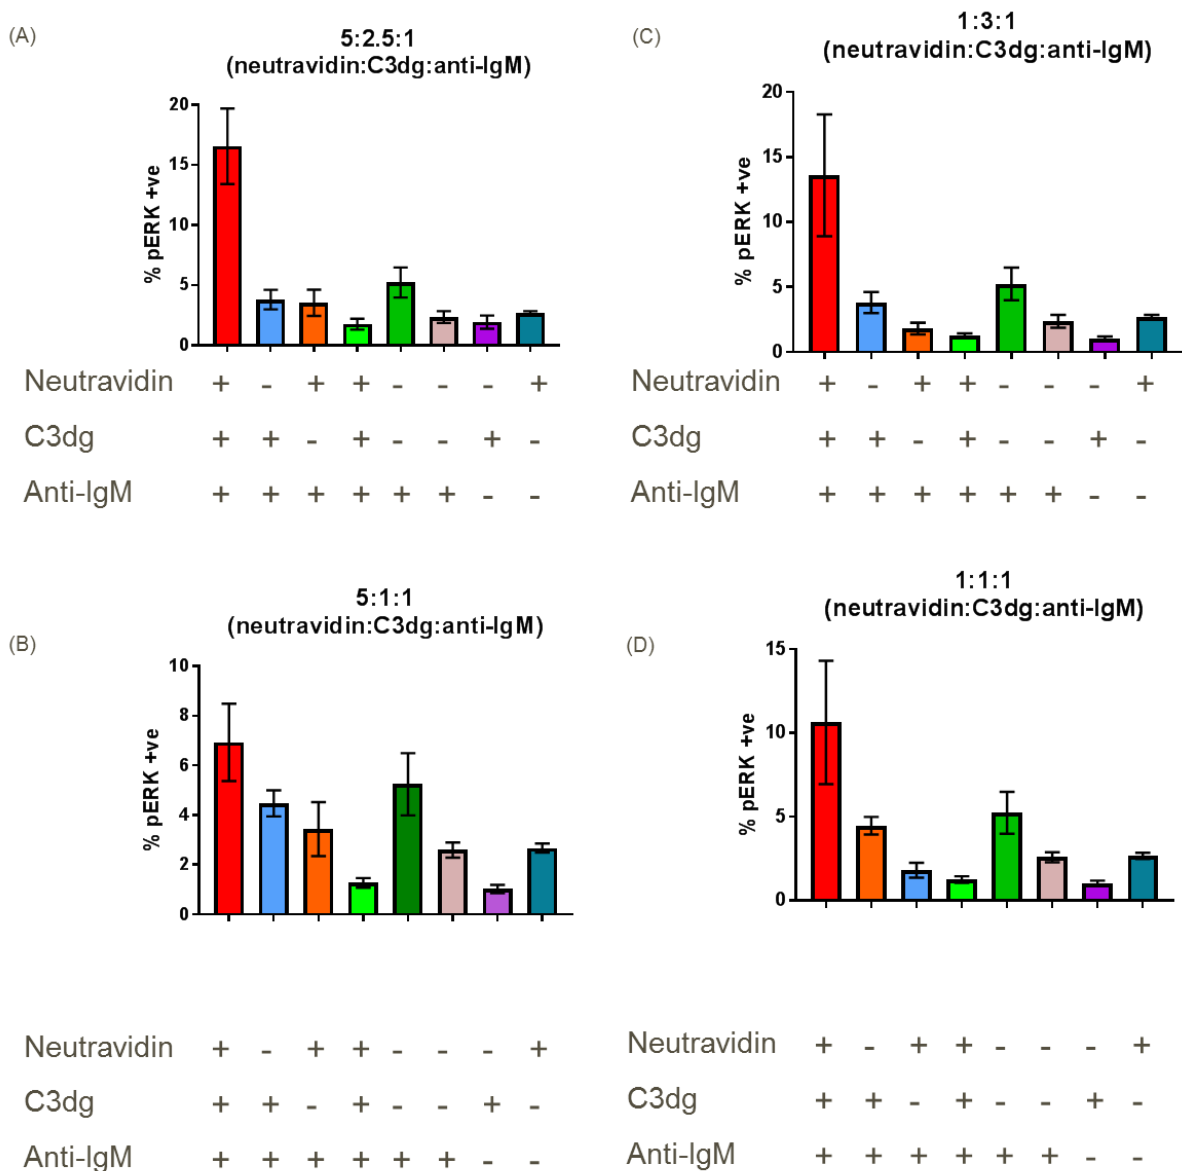 (A)
5:2.5:1
(neutravidin:C3dg:anti-IgM)
% pERK +ve
20
15
10
5
0
Neutravidin + - + + - - - +
C3dg + + - + - - + -
Anti-IgM + + + + + + - -
(C)
1:3:1
(neutravidin:C3dg:anti-IgM)
% pERK +ve
20
15
10
5
0
Neutravidin + - + + - - - +
C3dg + + - + - - + -
Anti-IgM + + + + + + - -
(B)
5:1:1
(neutravidin:C3dg:anti-IgM)
% pERK +ve
10
8
6
4
2
0
Neutravidin + - + + - - - +
C3dg + + - + - - + -
Anti-IgM + + + + + + - -
(D)
1:1:1
(neutravidin:C3dg:anti-IgM)
% pERK +ve
15
10
5
0
Neutravidin + - + + - - - +
C3dg + + - + - - + -
Anti-IgM + + + + + + - -